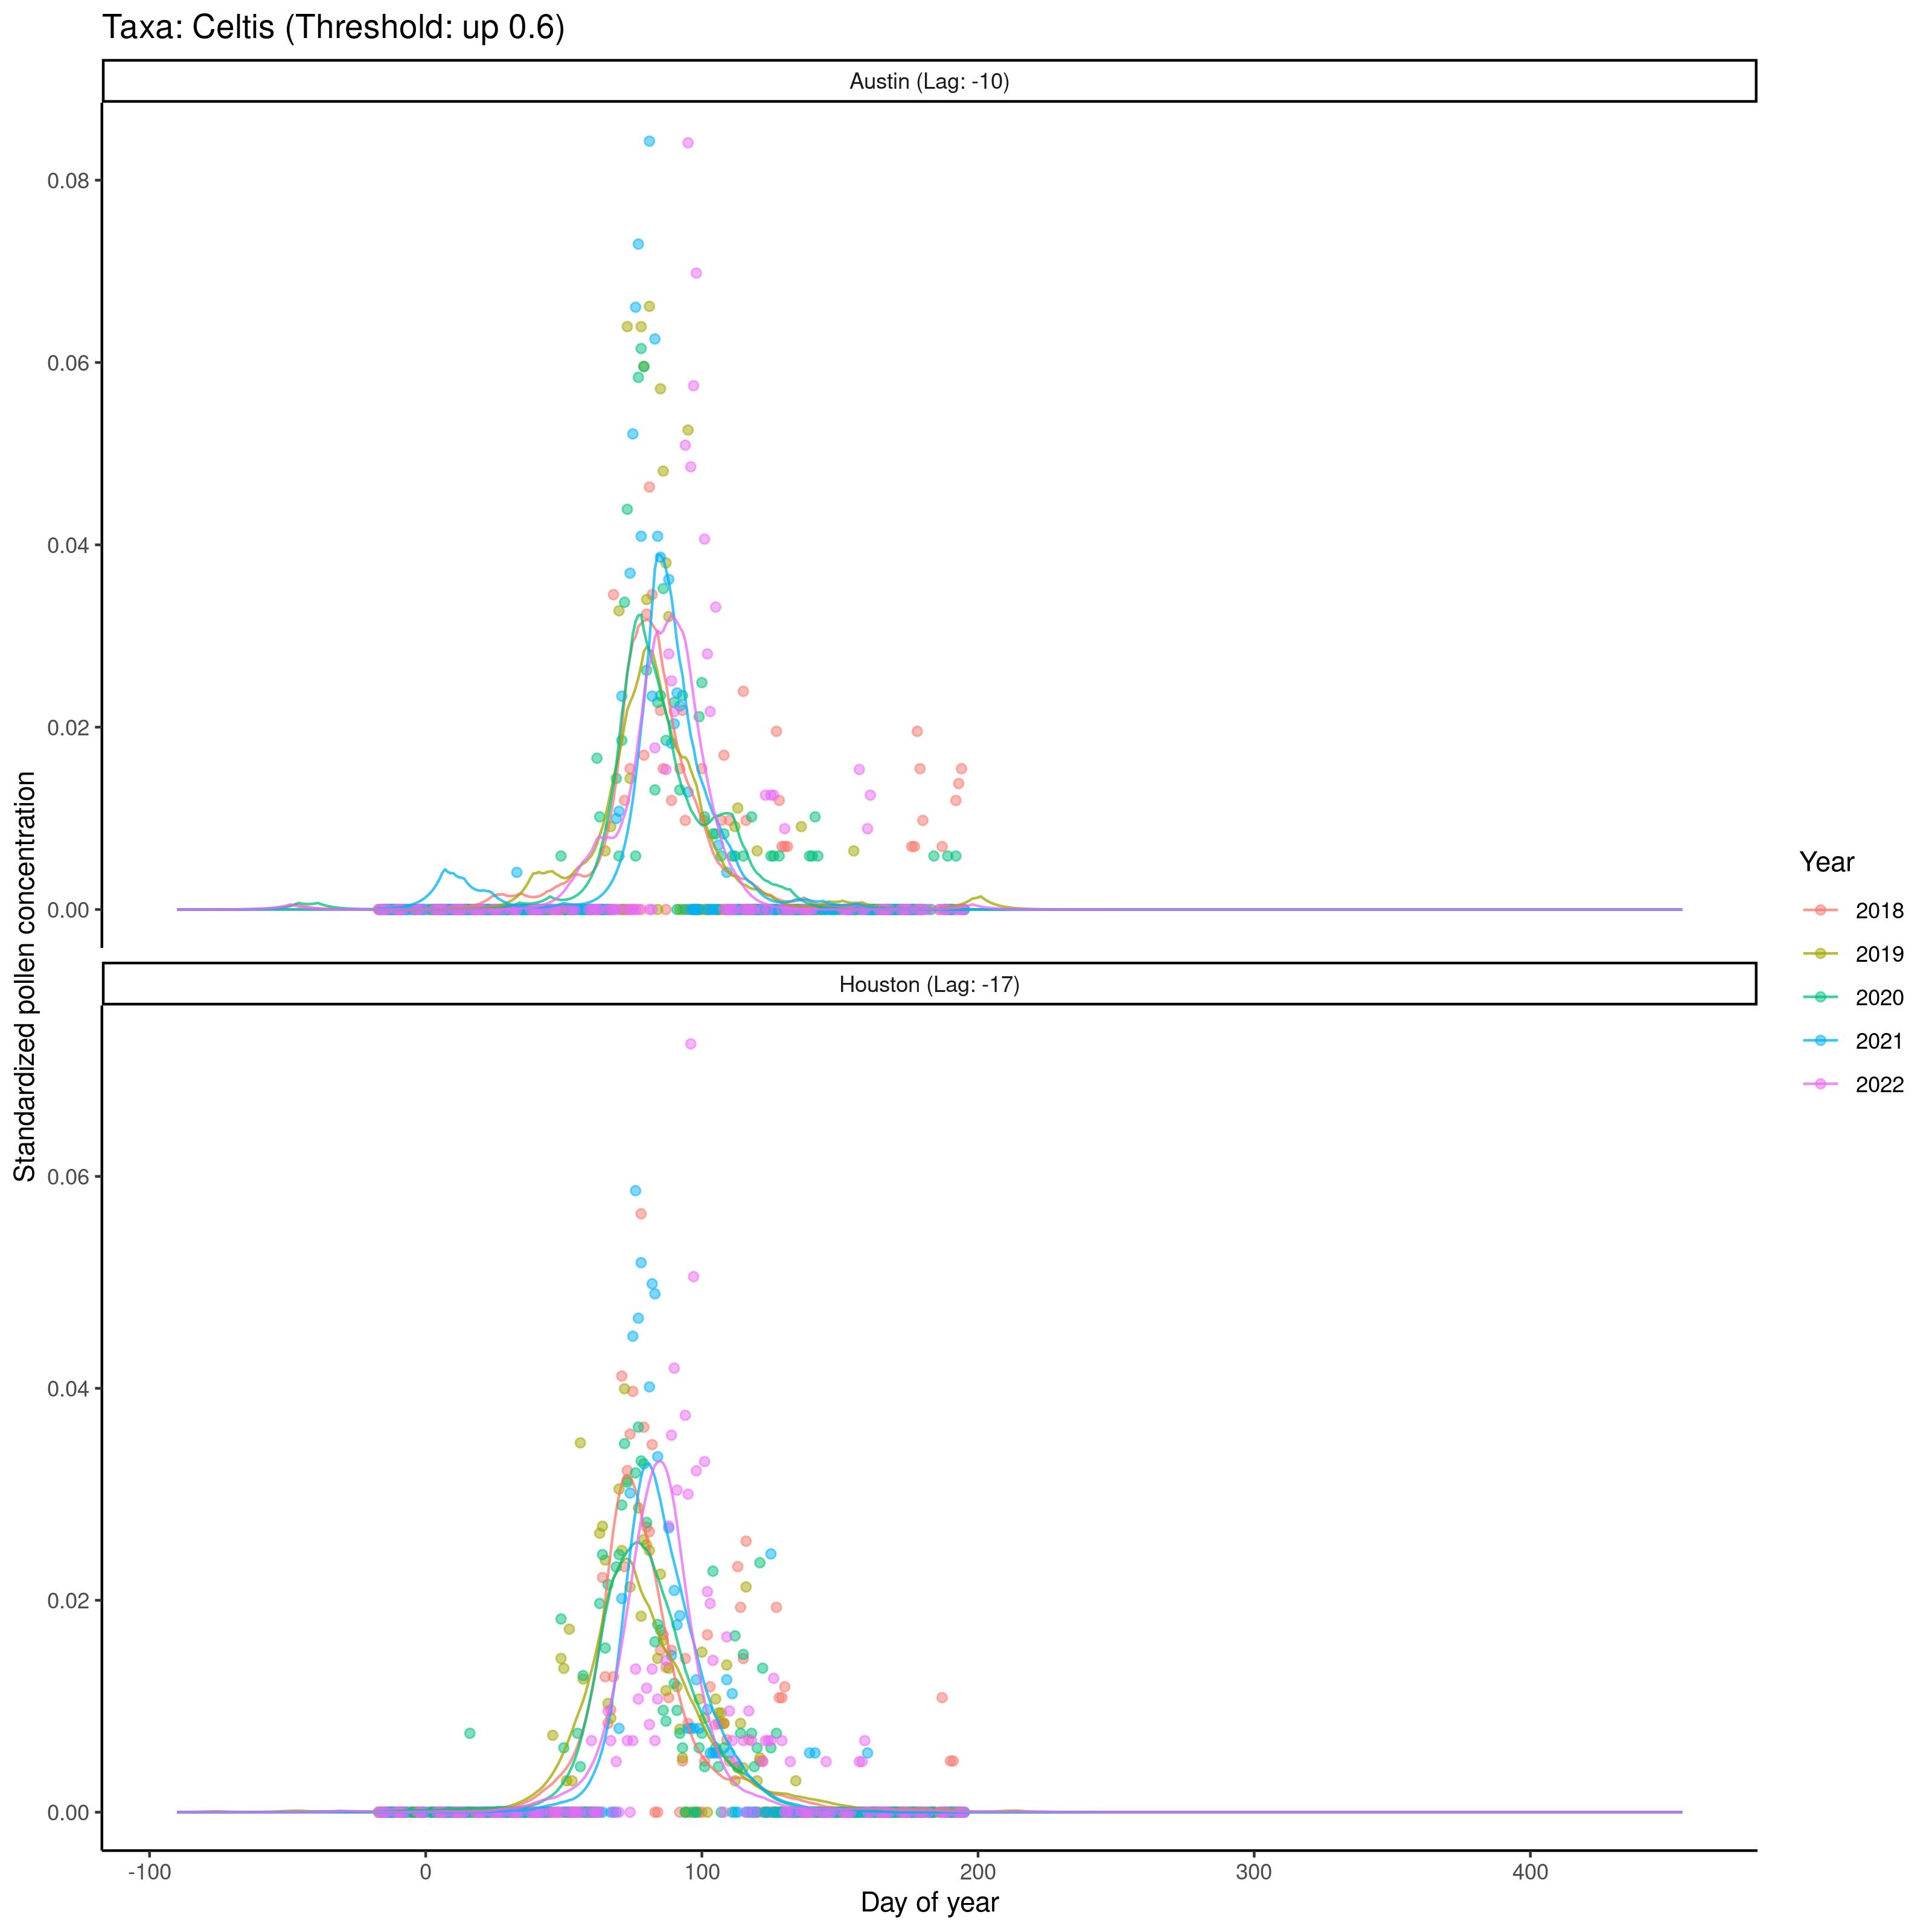 Taxa: Celtis (Threshold: up 0.6)
Austin (Lag: -10)
0.08
0.06
0.04
0.02
0.00
Standardized pollen concentration
Houston (Lag: -17)
0.06
0.04
0.02
0.00
-100 0 100 200 300 400
Day of year
Year
2018
2019
2020
2021
2022